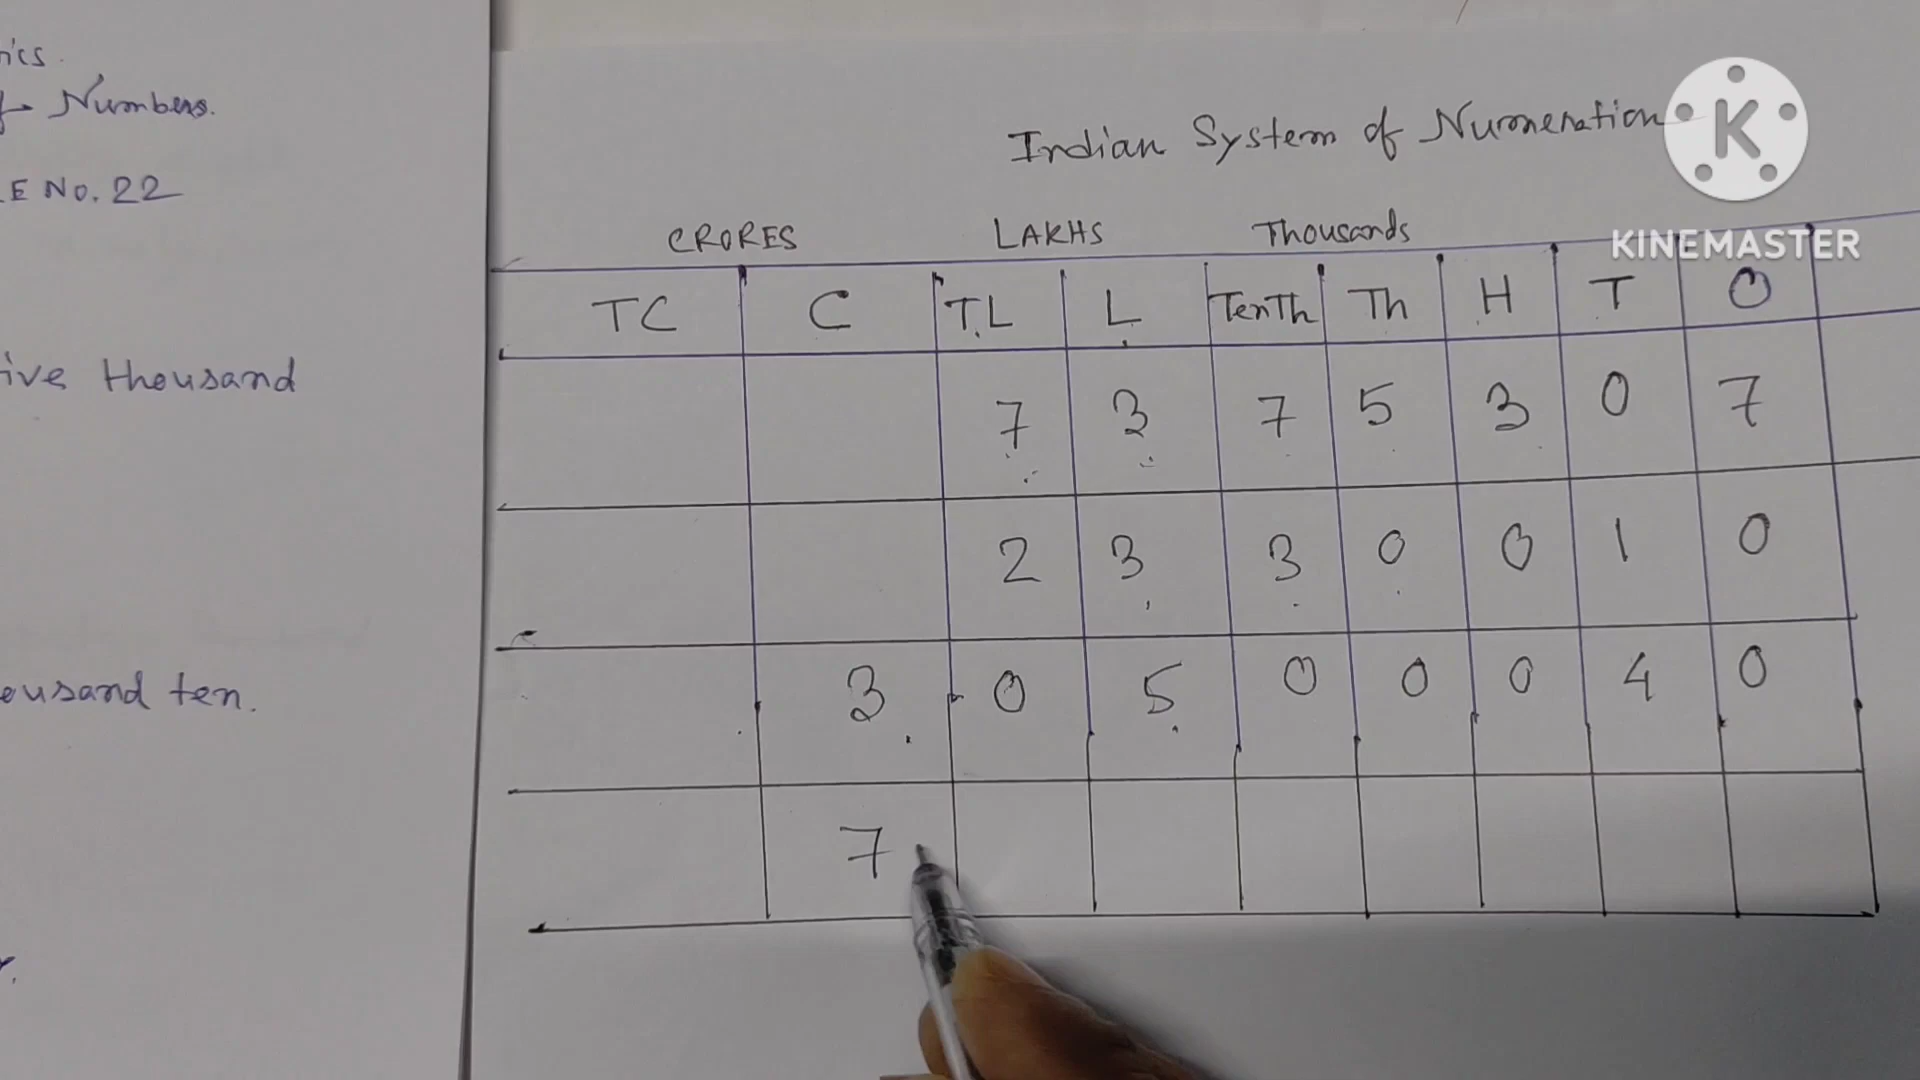 ics.
Numbers.
E No. 22
ive thousand
ousand ten.
r.
Indian System of Numeration
K
KINEMASTER
CRORES LAKHS Thousands
TC C T.L L TenTh Th H T O
7 3 7 5 3 0 7
2 3 3 0 0 1 0
3 0 5 0 0 0 4 0
7